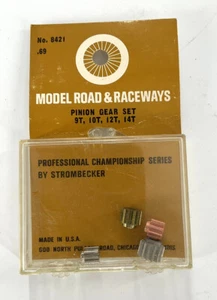 No. 8421
.69
MODEL ROAD & RACEWAYS
PINION GEAR SET
9T, 10T, 12T, 14T
PROFESSIONAL CHAMPIONSHIP SERIES
BY STROMBECKER
MADE IN U.S.A.
600 NORTH ROAD, CHICAGO